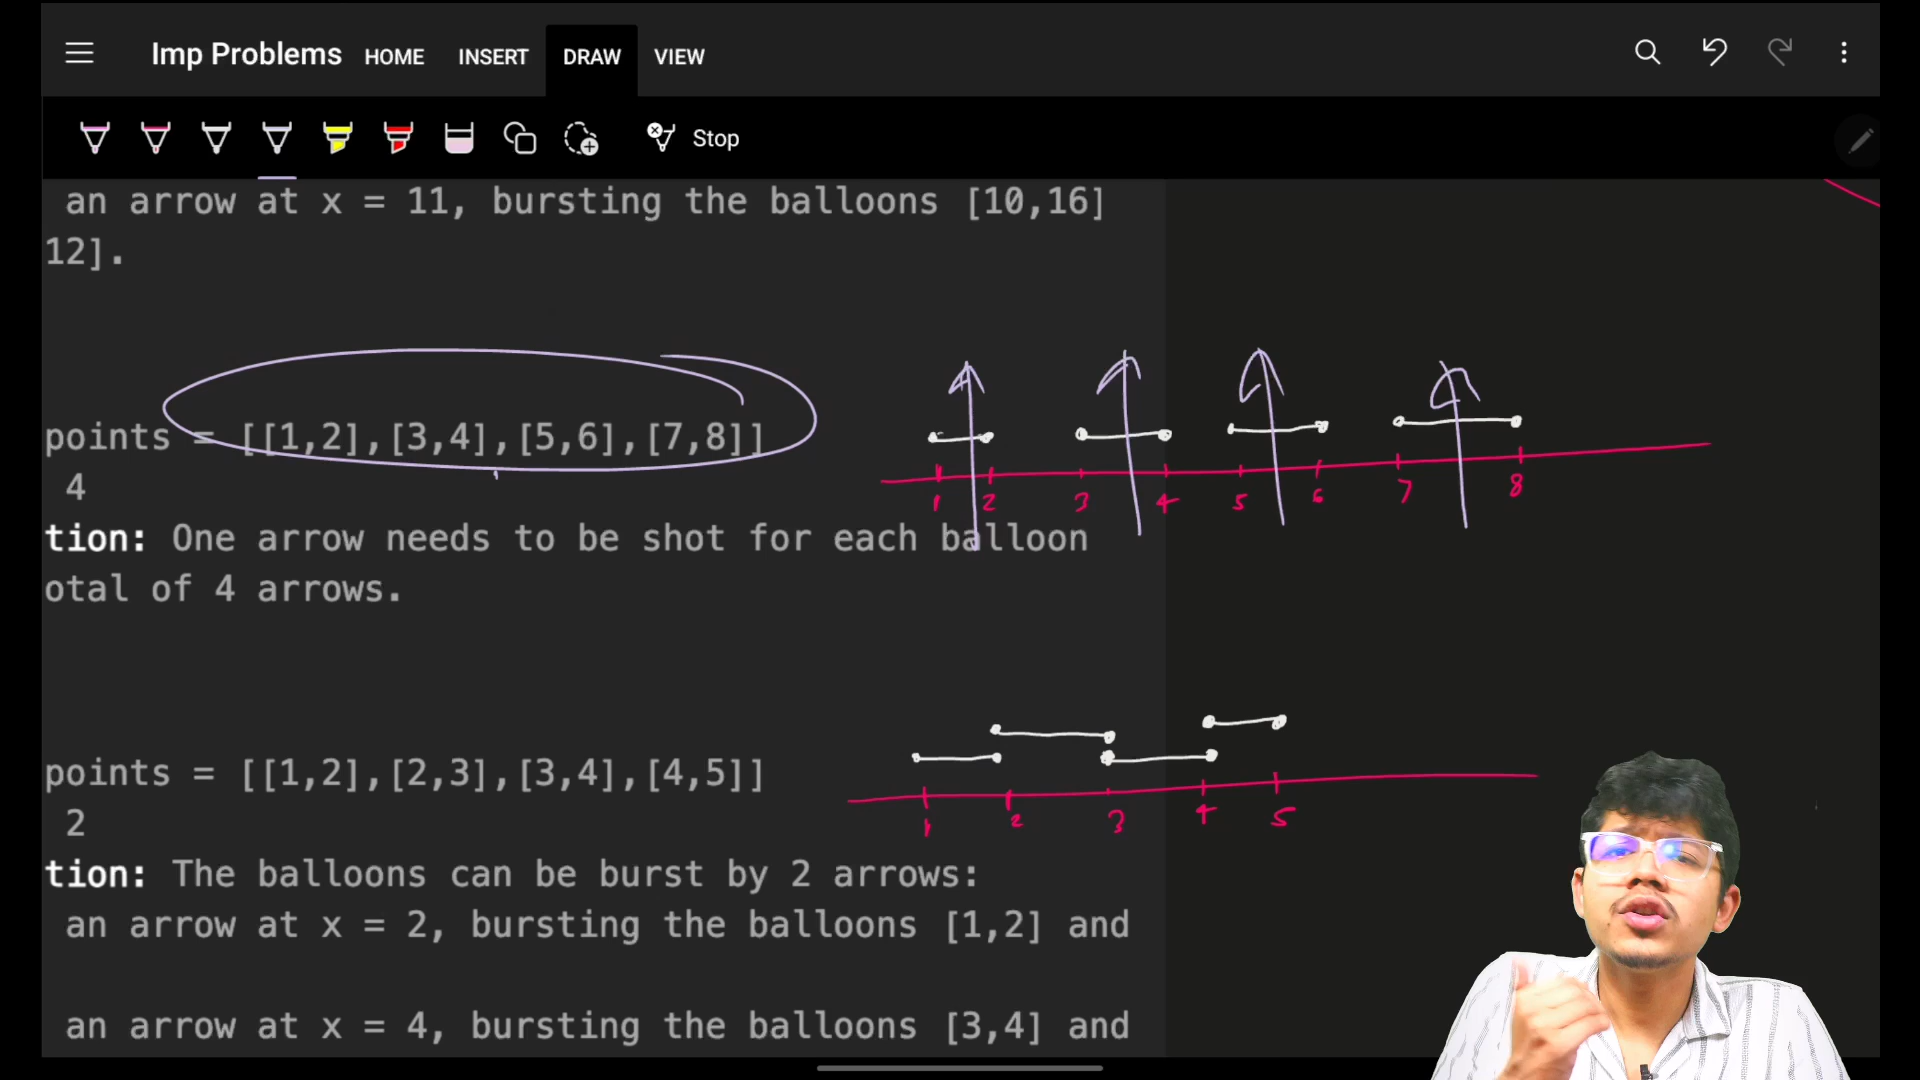 Imp Problems HOME INSERT DRAW VIEW
Stop
an arrow at x = 11, bursting the balloons [10,16]
12].
points = [[1,2],[3,4],[5,6],[7,8]]
1 2 3 4 5 6 7 8
4
tion: One arrow needs to be shot for each balloon
otal of 4 arrows.
points = [[1,2],[2,3],[3,4],[4,5]]
1 2 3 4 5
2
tion: The balloons can be burst by 2 arrows:
an arrow at x = 2, bursting the balloons [1,2] and
an arrow at x = 4, bursting the balloons [3,4] and